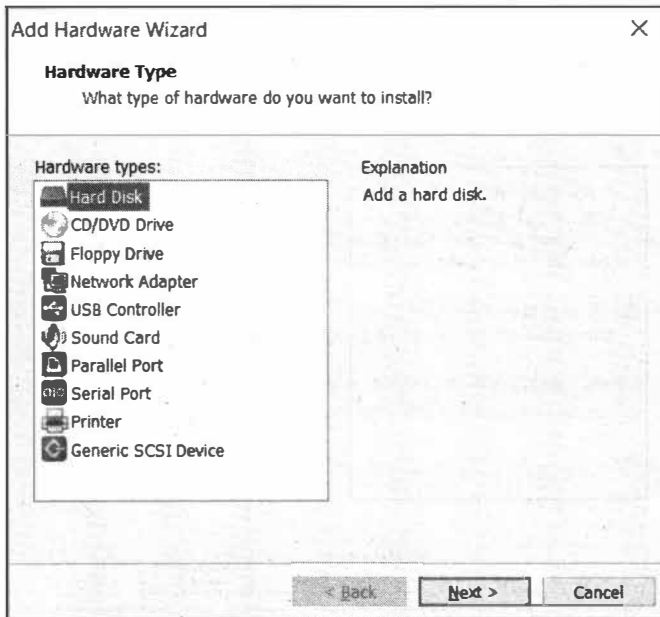 Add Hardware Wizard
Hardware Type
What type of hardware do you want to install?
Hardware types:
Hard Disk
CD/DVD Drive
Floppy Drive
Network Adapter
USB Controller
Sound Card
Parallel Port
Serial Port
Printer
Generic SCSI Device
Explanation
Add a hard disk.
< Back
Next >
Cancel